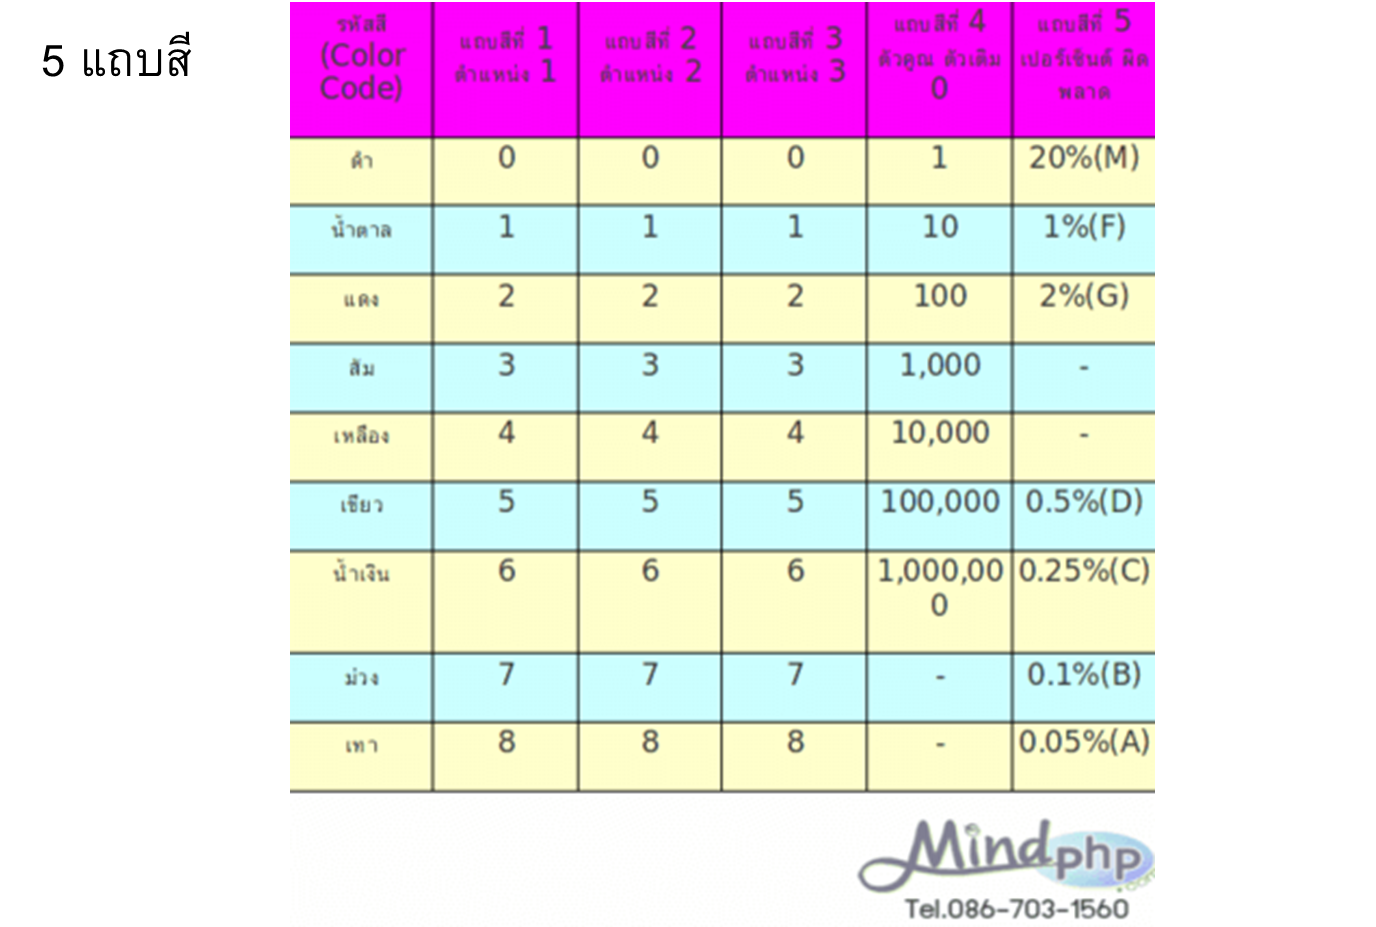 5 แถบสี
รหัสสี
(Color
Code)
แถบสีที่ 1
ตำแหน่ง 1
แถบสีที่ 2
ตำแหน่ง 2
แถบสีที่ 3
ตำแหน่ง 3
แถบสีที่ 4
ตัวคูณ ตัวเติม
0
แถบสีที่ 5
เปอร์เซ็นต์ ผิด
พลาด
ดำ 0 0 0 1 20%(M)
น้ำตาล 1 1 1 10 1%(F)
แดง 2 2 2 100 2%(G)
ส้ม 3 3 3 1,000 -
เหลือง 4 4 4 10,000 -
เขียว 5 5 5 100,000 0.5%(D)
น้ำเงิน 6 6 6 1,000,00 0.25%(C)
0
ม่วง 7 7 7 - 0.1%(B)
เทา 8 8 8 - 0.05%(A)
Mindphp
.com
Tel.086-703-1560